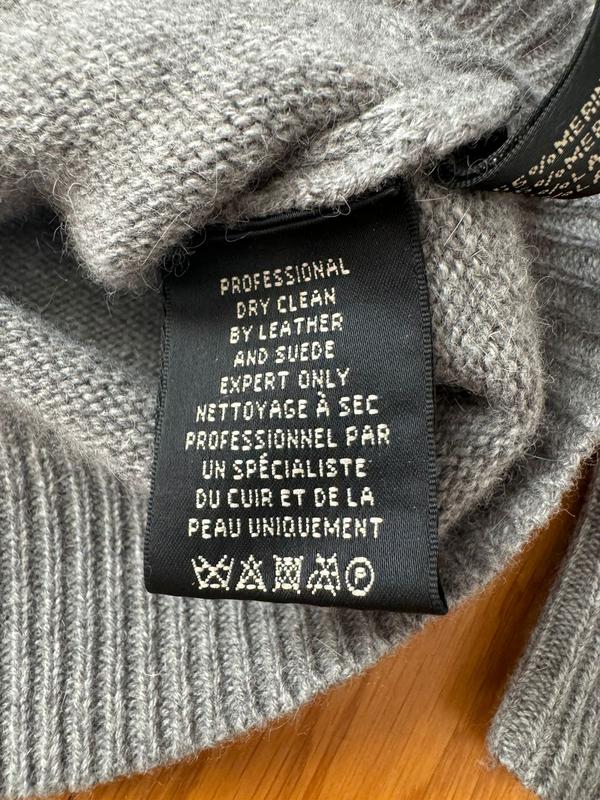 PROFESSIONAL
DRY CLEAN
BY LEATHER
AND SUEDE
EXPERT ONLY
NETTOYAGE À SEC
PROFESSIONNEL PAR
UN SPÉCIALISTE
DU CUIR ET DE LA
PEAU UNIQUEMENT
P